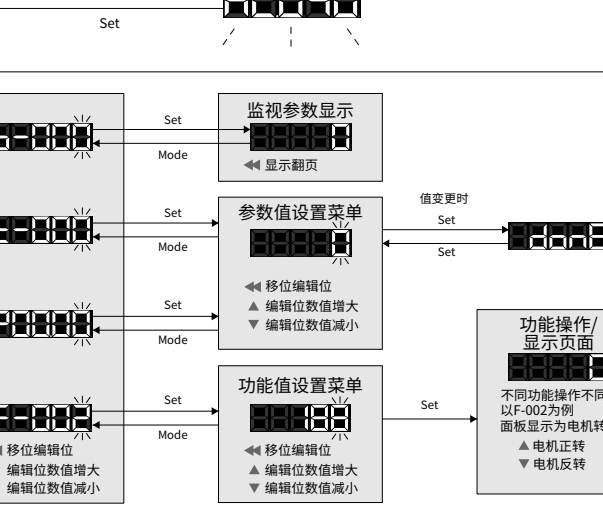 Set
监视参数显示
Set
Mode
显示翻页
值变更时
参数值设置菜单
Set
Set
Mode
Set
移位编辑位
编辑位数值增大
编辑位数值减小
Set
Mode
功能操作/
显示页面
功能值设置菜单
不同功能操作不同
以F-002为例
面板显示为电机转
Set
Set
Mode
移位编辑位
移位编辑位
电机正转
编辑位数值增大
编辑位数值增大
电机反转
编辑位数值减小
编辑位数值减小